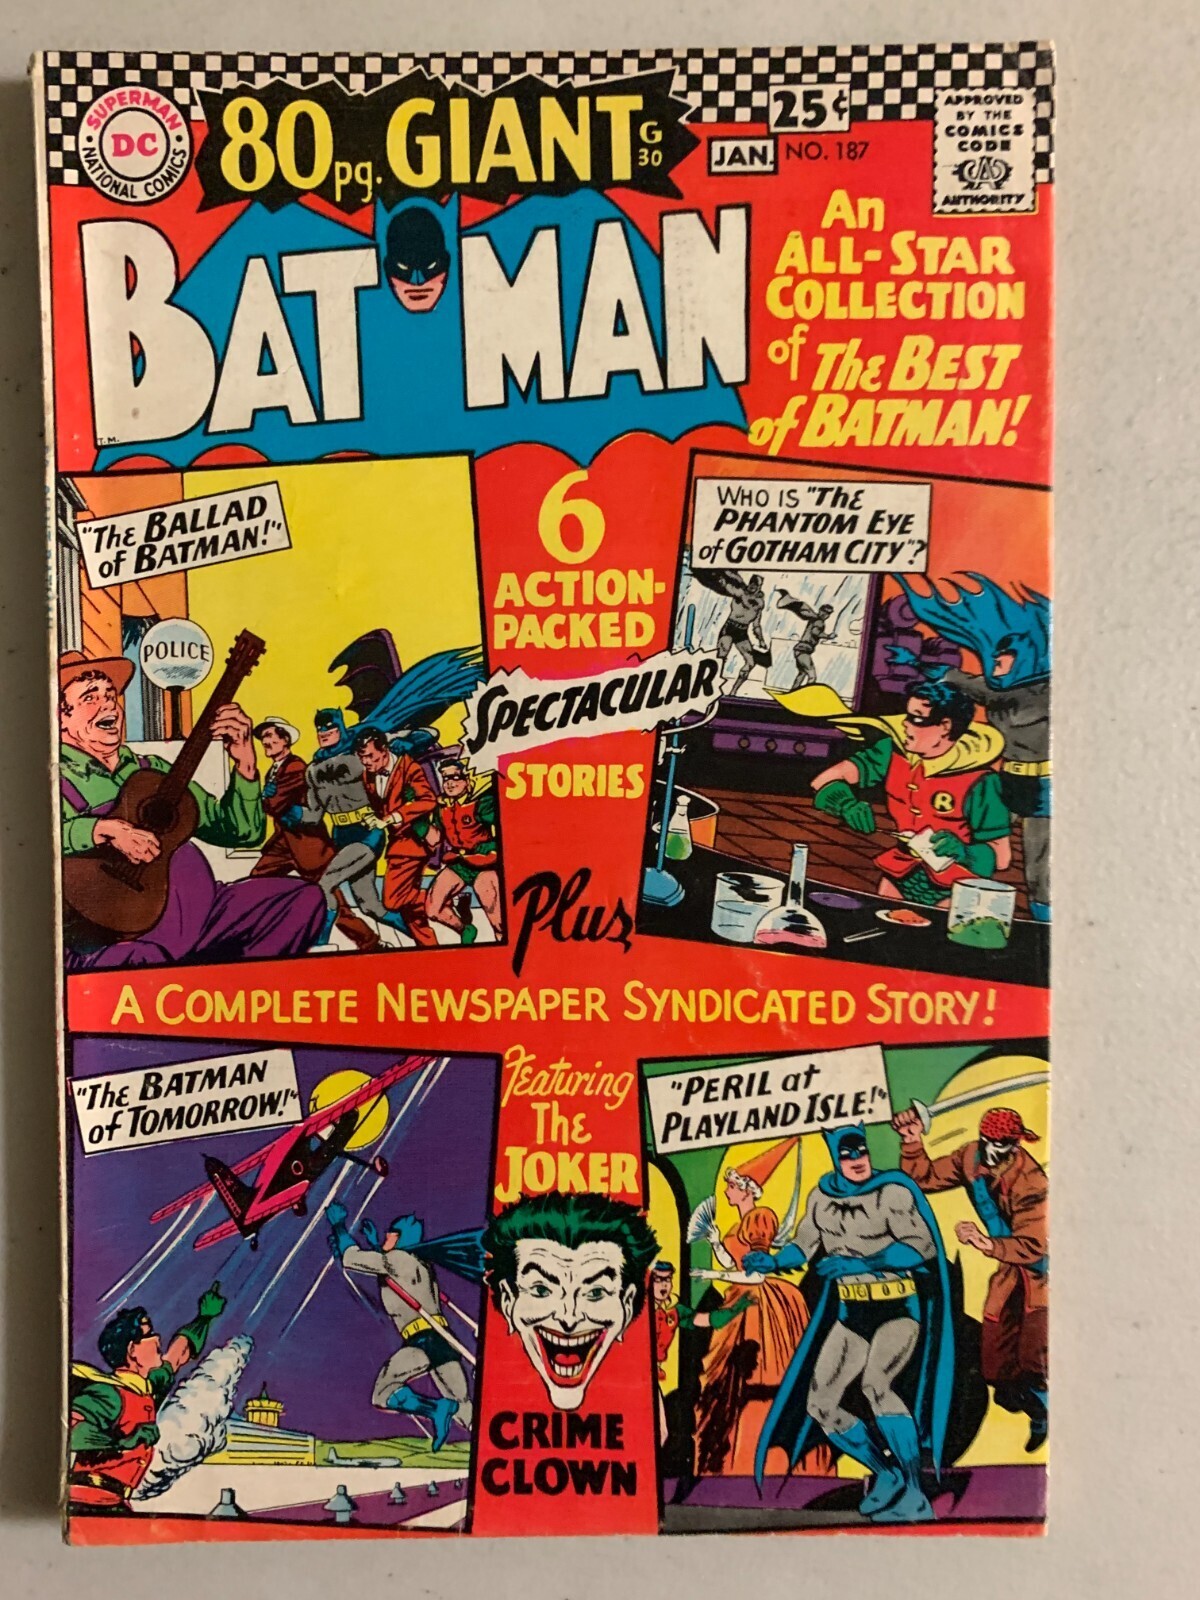 SUPERMAN
DC
NATIONAL COMICS
80pg. GIANT
G
30
25¢
JAN. NO. 187
APPROVED
BY THE
COMICS
CODE
CA
AUTHORITY
BATMAN
T.M.
An
ALL-STAR
COLLECTION
of The BEST
of BATMAN!
"The BALLAD
of BATMAN!"
POLICE
6
ACTION-
PACKED
SPECTACULAR
STORIES
Plus
WHO IS "The
PHANTOM EYE
of GOTHAM CITY"?
R
A COMPLETE NEWSPAPER SYNDICATED STORY!
"The BATMAN
of TOMORROW!"
Featuring
The
JOKER
CRIME
CLOWN
"PERIL at
PLAYLAND ISLE!"